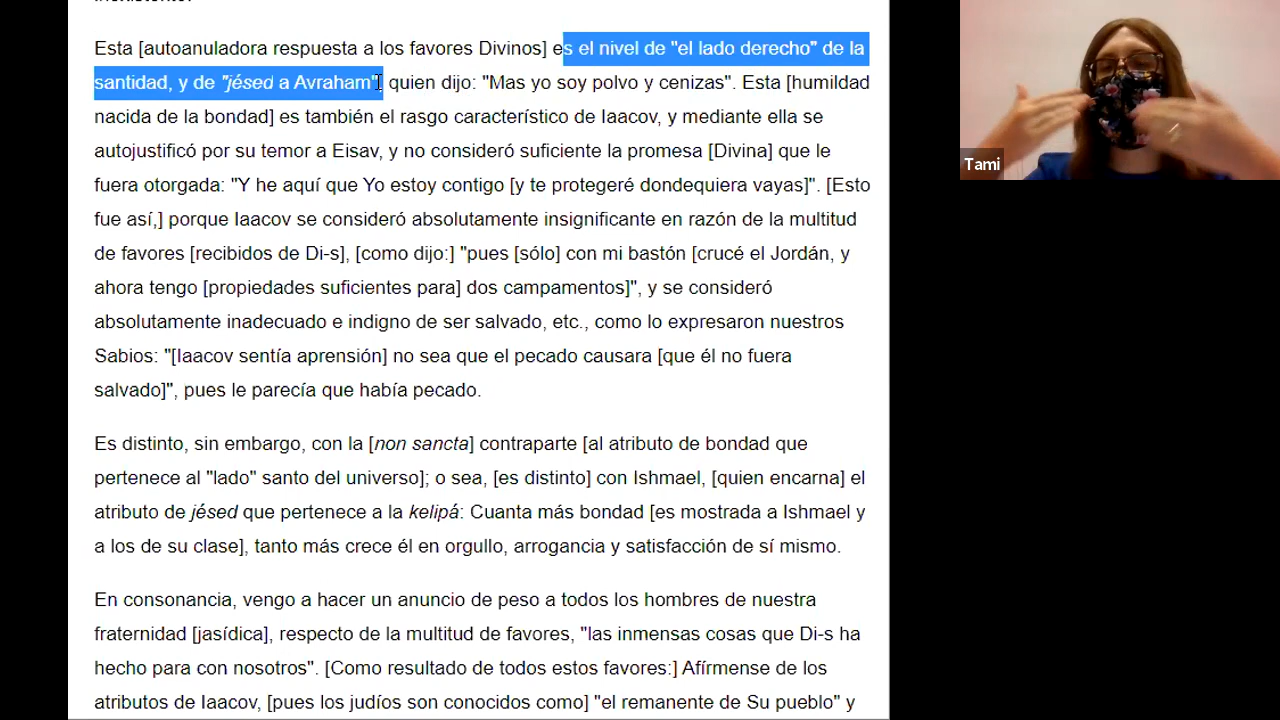 Esta [autoanuladora respuesta a los favores Divinos] es el nivel de "el lado derecho" de la
santidad, y de "jésed a Avraham", quien dijo: "Mas yo soy polvo y cenizas". Esta [humildad
nacida de la bondad] es también el rasgo característico de Iaacov, y mediante ella se
autojustificó por su temor a Eisav, y no consideró suficiente la promesa [Divina] que le
fuera otorgada: "Y he aquí que Yo estoy contigo [y te protegeré dondequiera vayas]". [Esto
fue así,] porque Iaacov se consideró absolutamente insignificante en razón de la multitud
de favores [recibidos de Di-s], [como dijo:] "pues [sólo] con mi bastón [crucé el Jordán, y
ahora tengo [propiedades suficientes para] dos campamentos]", y se consideró
absolutamente inadecuado e indigno de ser salvado, etc., como lo expresaron nuestros
Sabios: "[Iaacov sentía aprensión] no sea que el pecado causara [que él no fuera
salvado]", pues le parecía que había pecado.
Es distinto, sin embargo, con la [non sancta] contraparte [al atributo de bondad que
pertenece al "lado" santo del universo]; o sea, [es distinto] con Ishmael, [quien encarna] el
atributo de jésed que pertenece a la kelipá: Cuanta más bondad [es mostrada a Ishmael y
a los de su clase], tanto más crece él en orgullo, arrogancia y satisfacción de sí mismo.
En consonancia, vengo a hacer un anuncio de peso a todos los hombres de nuestra
fraternidad [jasídica], respecto de la multitud de favores, "las inmensas cosas que Di-s ha
hecho para con nosotros". [Como resultado de todos estos favores:] Afírmense de los
atributos de Iaacov, [pues los judíos son conocidos como] "el remanente de Su pueblo" y
Tami